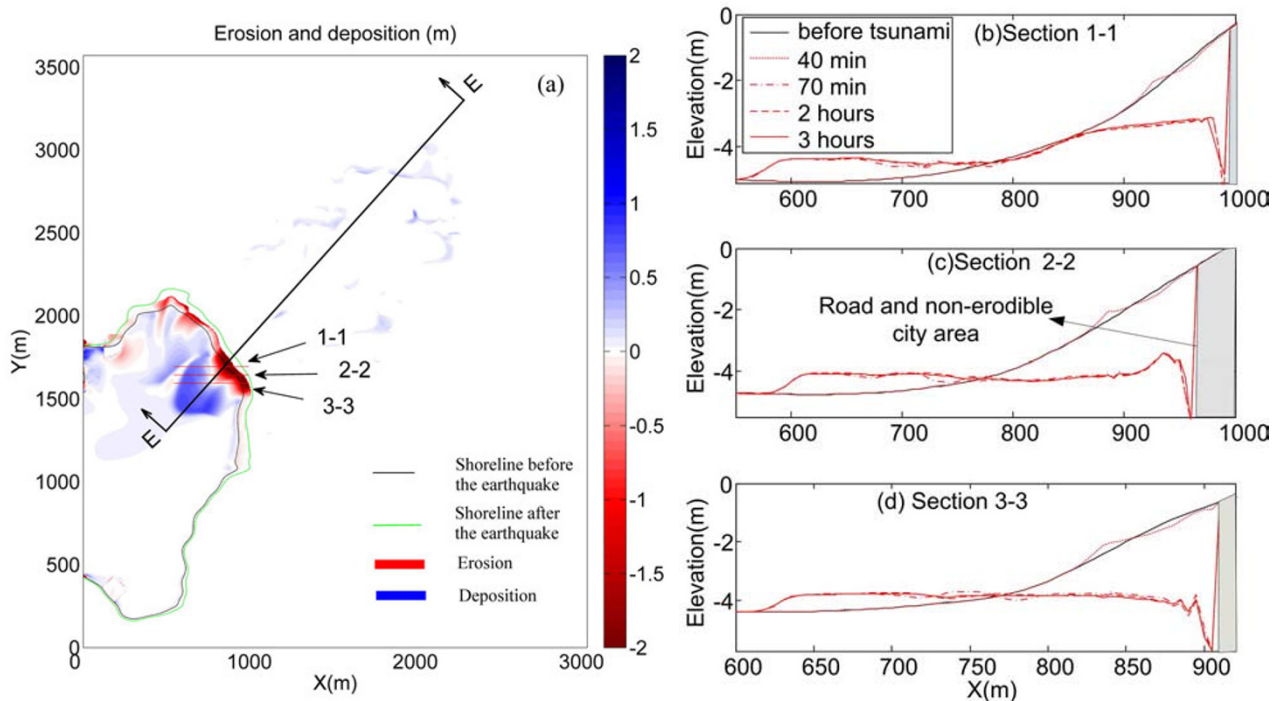 Erosion and deposition (m)
(a)
3500
3000
2500
2000
1500
1000
500
0
Y(m)
0
1000
2000
3000
X(m)
E
E
1-1
2-2
3-3
Shoreline before
the earthquake
Shoreline after
the earthquake
Erosion
Deposition
2
1.5
1
0.5
0
-0.5
-1
-1.5
-2
(b)Section 1-1
before tsunami
40 min
70 min
2 hours
3 hours
Elevation(m)
-0
-2
-4
600
700
800
900
1000
(c)Section 2-2
Road and non-erodible
city area
Elevation(m)
0
-2
-4
600
700
800
900
1000
(d) Section 3-3
Elevation(m)
0
-2
-4
600
650
700
750
800
850
900
X(m)